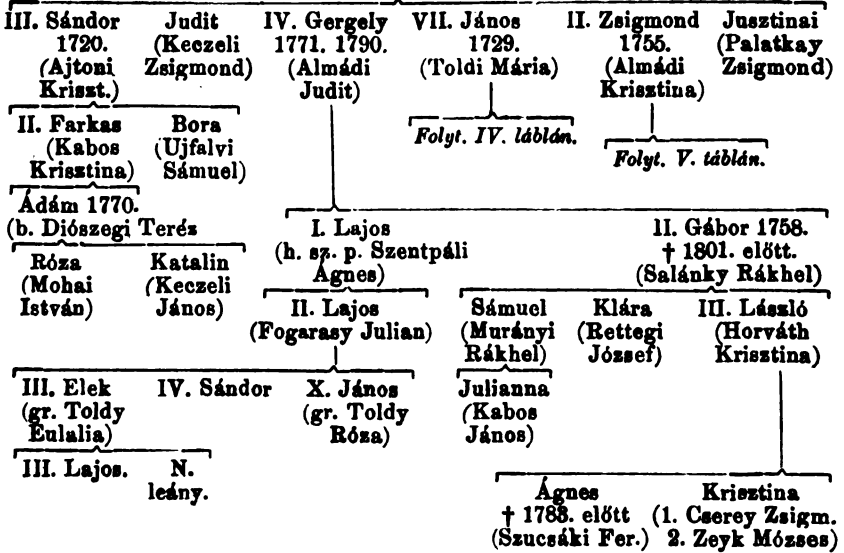 III. Sándor Judit IV. Gergely VII. János II. Zsigmond Jusztinai
1720. (Keczeli 1771. 1790. 1729. 1755. (Palatkay
(Ajtoni Zsigmond) (Almádi (Toldi Mária) (Almádi Zsigmond)
Kriszt.) Judit) Krisztina)
II. Farkas Bora Folyt. IV. láblán.
(Kabos (Ujfalvi Folyt. V. táblán.
Krisztina) Sámuel)
Ádám 1770.
(b. Diószegi Teréz I. Lajos II. Gábor 1758.
(h. sz. p. Szentpáli † 1801. előtt.
Róza Katalin Ágnes) (Salánky Rákhel)
(Mohai (Keczeli
István) János) II. Lajos Sámuel Klára III. László
(Fogarasy Julian) (Murányi (Rettegi (Horváth
Rákhel) József) Krisztina)
III. Elek IV. Sándor X. János Julianna
(gr. Toldy (gr. Toldy (Kabos
Eulalia) Róza) János)
III. Lajos. N.
leány. Ágnes Krisztina
† 1783. előtt (1. Cserey Zsigm.
(Szucsáki Fer.) 2. Zeyk Mózses)